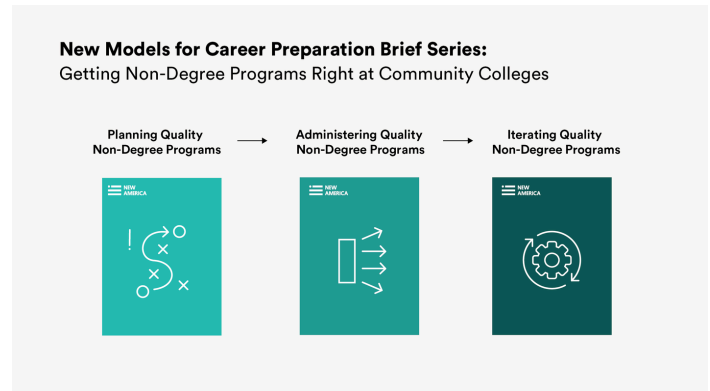 New Models for Career Preparation Brief Series:
Getting Non-Degree Programs Right at Community Colleges
Planning Quality
Non-Degree Programs
Administering Quality
Non-Degree Programs
Iterating Quality
Non-Degree Programs
NEW
AMERICA
NEW
AMERICA
NEW
AMERICA